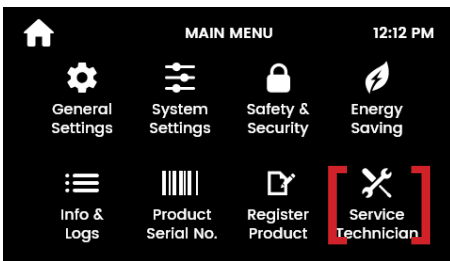 MAIN MENU
12:12 PM
General
Settings
System
Settings
Safety &
Security
Energy
Saving
Info &
Logs
Product
Serial No.
Register
Product
Service
Technician